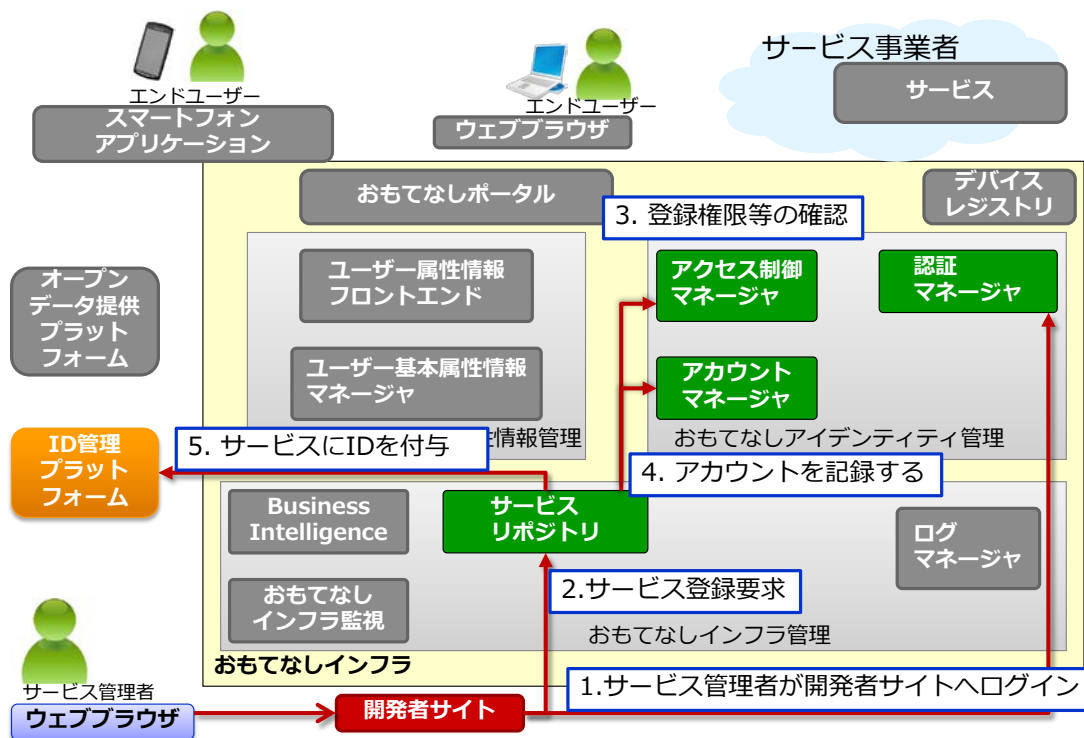 サービス事業者
サービス
エンドユーザー
スマートフォン
アプリケーション
エンドユーザー
ウェブブラウザ
おもてなしポータル
デバイス
レジストリ
3. 登録権限等の確認
オープン
データ提供
プラット
フォーム
ユーザー属性情報
フロントエンド
アクセス制御
マネージャ
認証
マネージャ
ユーザー基本属性情報
マネージャ
アカウント
マネージャ
性情報管理
おもてなしアイデンティティ管理
ID管理
プラット
フォーム
5. サービスにIDを付与
4. アカウントを記録する
Business
Intelligence
サービス
リポジトリ
ログ
マネージャ
おもてなし
インフラ監視
2.サービス登録要求
おもてなしインフラ管理
おもてなしインフラ
サービス管理者
ウェブブラウザ
開発者サイト
1.サービス管理者が開発者サイトへログイン